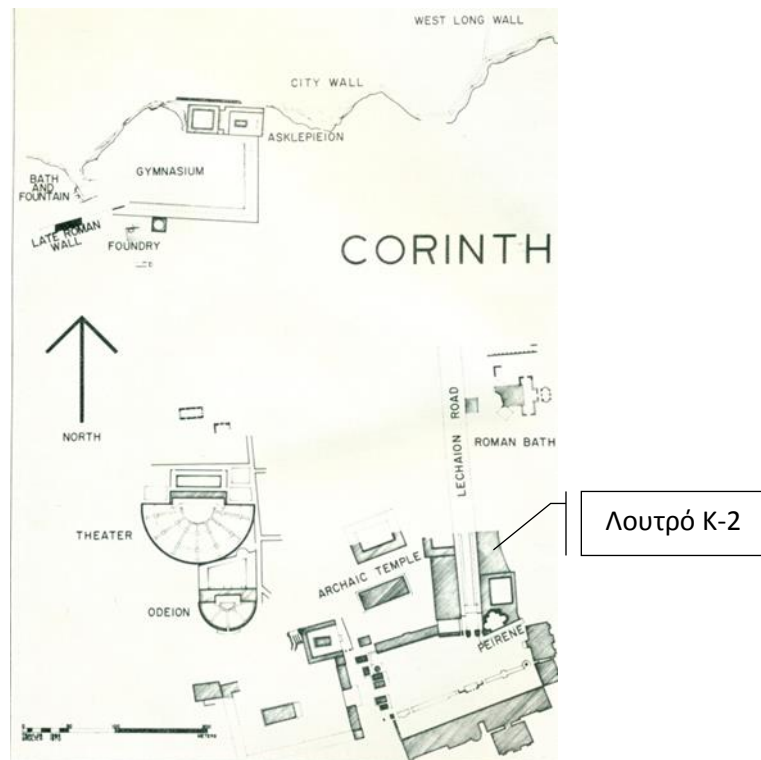 WEST LONG WALL
CITY WALL
ASKLEPIEION
GYMNASIUM
BATH
AND
FOUNTAIN
LATE ROMAN
WALL
FOUNDRY
CORINTH
NORTH
LECHAION ROAD
ROMAN BATH
Λουτρό Κ-2
THEATER
ARCHAIC TEMPLE
ODEION
PEIRENE
METERS